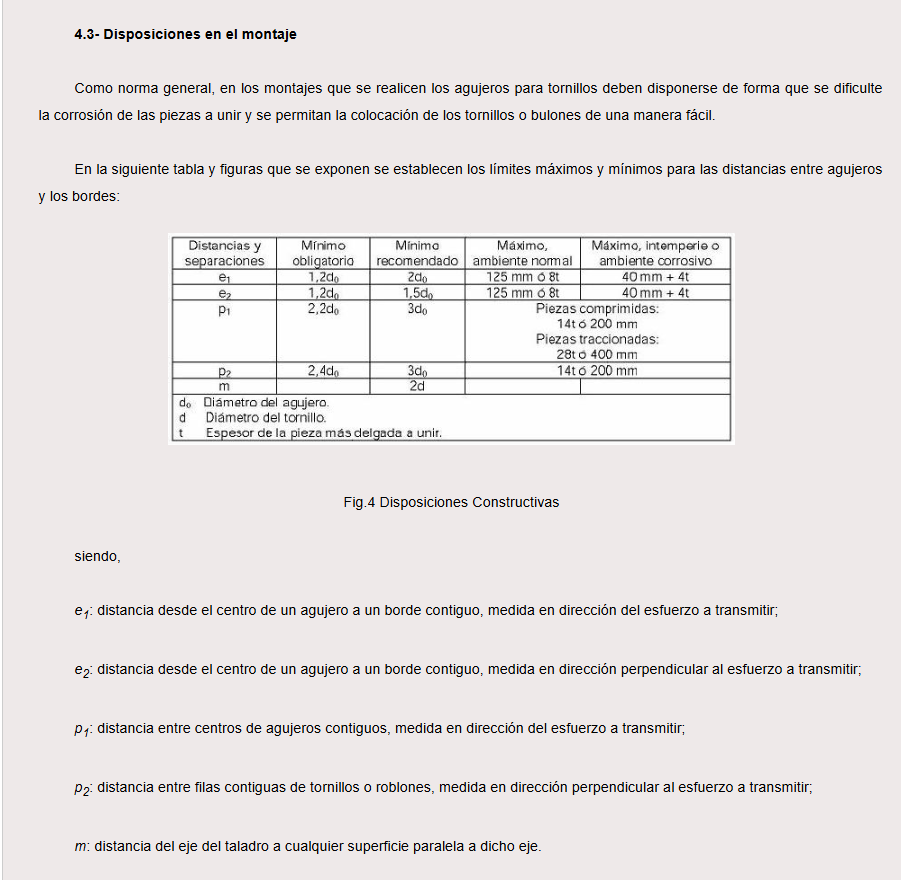 4.3- Disposiciones en el montaje
Como norma general, en los montajes que se realicen los agujeros para tornillos deben disponerse de forma que se dificulte
la corrosión de las piezas a unir y se permitan la colocación de los tornillos o bulones de una manera fácil.
En la siguiente tabla y figuras que se exponen se establecen los límites máximos y mínimos para las distancias entre agujeros
y los bordes:
Distancias y separaciones Mínimo obligatorio Mínimo recomendado Máximo, ambiente normal Máximo, intemperie o ambiente corrosivo
e1 1,2d0 2d0 125 mm ó 8t 40 mm + 4t
e2 1,2d0 1,5d0 125 mm ó 8t 40 mm + 4t
p1 2,2d0 3d0 Piezas comprimidas:
14t ó 200 mm
Piezas traccionadas:
28t ó 400 mm
p2 2,4d0 3d0 14t ó 200 mm
m 2d
d0 Diámetro del agujero.
d Diámetro del tornillo.
t Espesor de la pieza más delgada a unir.
Fig.4 Disposiciones Constructivas
siendo,
e1: distancia desde el centro de un agujero a un borde contiguo, medida en dirección del esfuerzo a transmitir;
e2: distancia desde el centro de un agujero a un borde contiguo, medida en dirección perpendicular al esfuerzo a transmitir;
p1: distancia entre centros de agujeros contiguos, medida en dirección del esfuerzo a transmitir;
p2: distancia entre filas contiguas de tornillos o roblones, medida en dirección perpendicular al esfuerzo a transmitir;
m: distancia del eje del taladro a cualquier superficie paralela a dicho eje.